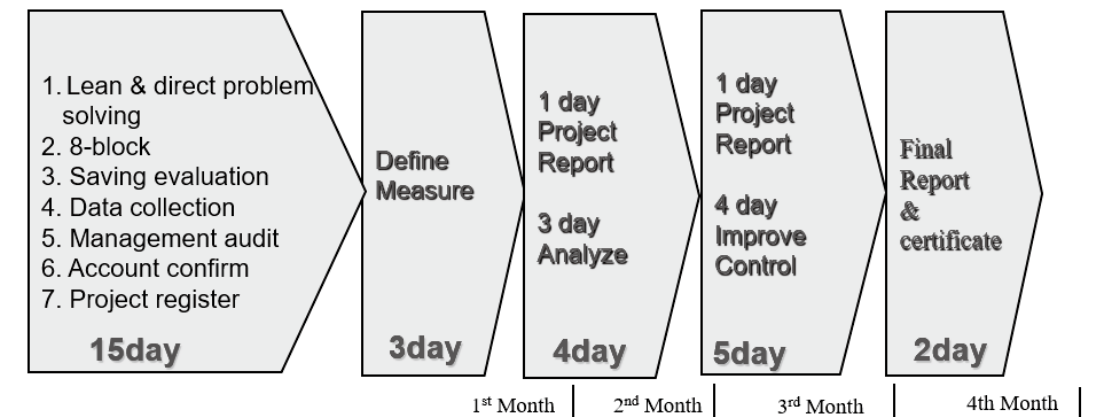 1. Lean & direct problem
solving
2. 8-block
3. Saving evaluation
4. Data collection
5. Management audit
6. Account confirm
7. Project register
15day
Define
Measure
3day
1 day
Project
Report
3 day
Analyze
4day
1 day
Project
Report
4 day
Improve
Control
5day
Final
Report
&
certificate
2day
1st Month
2nd Month
3rd Month
4th Month